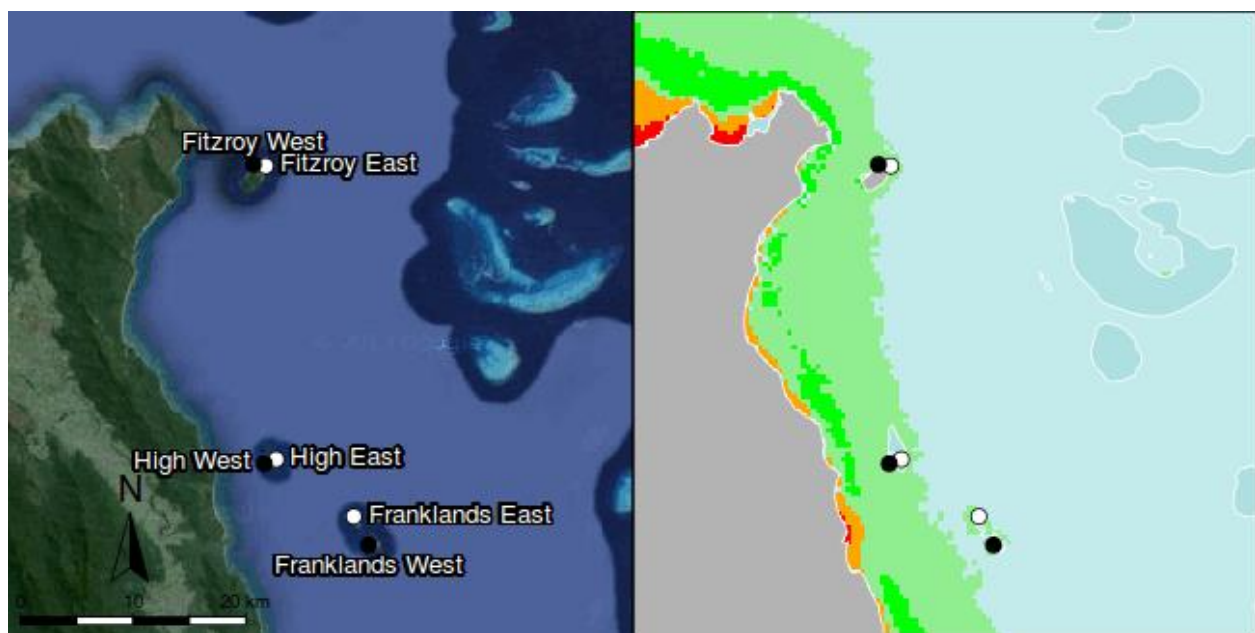 Fitzroy West
Fitzroy East
High West
High East
N
Franklands East
Franklands West
0 10 20 km